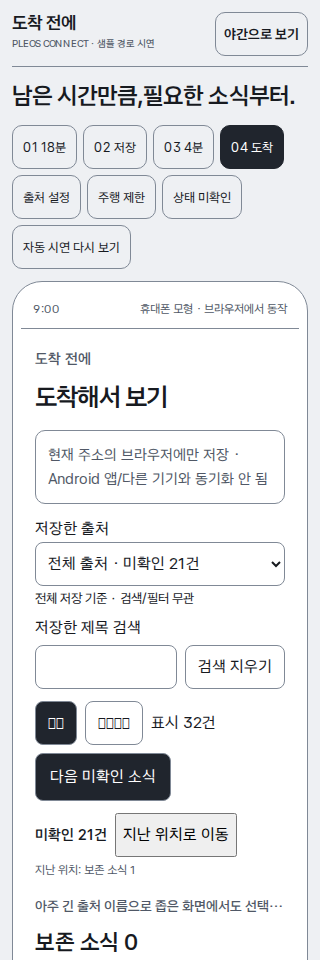 도착 전에
PLEOS CONNECT · 샘플 경로 시연
야간으로 보기
남은 시간만큼,필요한 소식부터.
01 18분
02 저장
03 4분
04 도착
출처 설정
주행 제한
상태 미확인
자동 시연 다시 보기
9:00
휴대폰 모형 · 브라우저에서 동작
도착 전에
도착해서 보기
현재 주소의 브라우저에만 저장 ·
Android 앱/다른 기기와 동기화 안 됨
저장한 출처
전체 출처 · 미확인 21건
전체 저장 기준 · 검색/필터 무관
저장한 제목 검색
검색 지우기
표시 32건
다음 미확인 소식
미확인 21건
지난 위치로 이동
지난 위치: 보존 소식 1
아주 긴 출처 이름으로 좁은 화면에서도 선택…
보존 소식 0